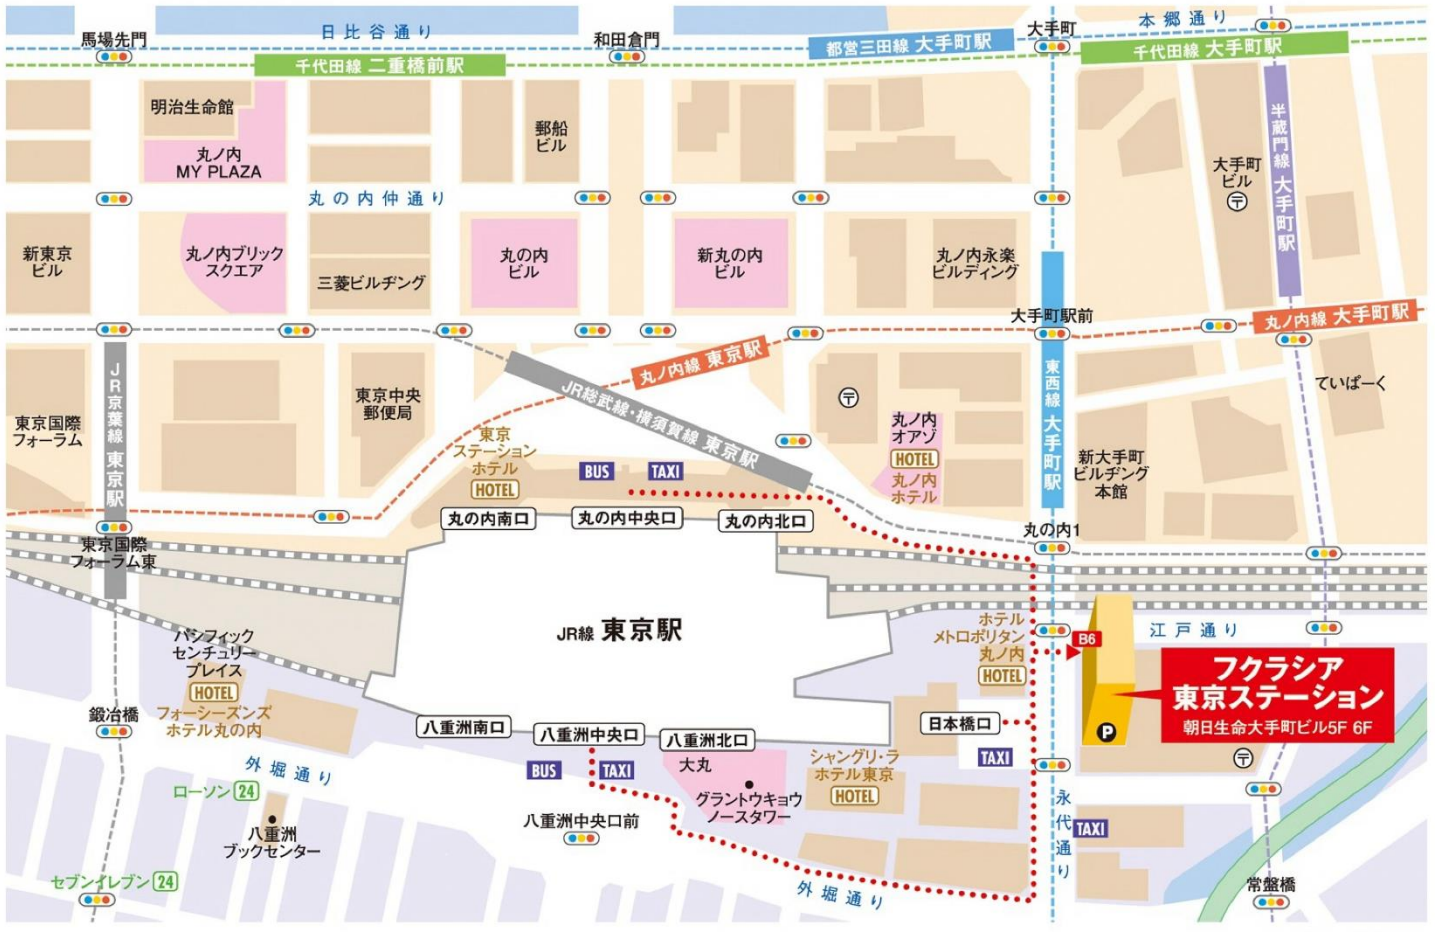 日比谷通り
本郷通り
馬場先門
和田倉門
大手町
都営三田線 大手町駅
千代田線 二重橋前駅
千代田線 大手町駅
明治生命館
丸ノ内
MY PLAZA
郵船
ビル
半蔵門線 大手町駅
大手町
ビル
〒
丸の内仲通り
新東京
ビル
丸ノ内ブリック
スクエア
三菱ビルヂング
丸の内
ビル
新丸の内
ビル
丸ノ内永楽
ビルディング
大手町駅前
丸ノ内線 大手町駅
JR京葉線 東京駅
東京中央
郵便局
JR総武線・横須賀線 東京駅
丸ノ内線 東京駅
〒
東西線 大手町駅
ていぱーく
東京国際
フォーラム
東京
ステーション
ホテル
HOTEL
BUS
TAXI
丸ノ内
オアゾ
HOTEL
丸ノ内
ホテル
新大手町
ビルヂング
本館
丸の内南口
丸の内中央口
丸の内北口
丸の内1
東京国際
フォーラム東
JR線 東京駅
ホテル
メトロポリタン
丸ノ内
HOTEL
B6
江戸通り
パシフィック
センチュリー
プレイス
HOTEL
フォーシーズンズ
ホテル丸の内
フクラシア
東京ステーション
朝日生命大手町ビル5F 6F
P
鍛冶橋
八重洲南口
八重洲中央口
八重洲北口
日本橋口
BUS
TAXI
TAXI
〒
外堀通り
大丸
グラントウキョウ
ノースタワー
シャングリ・ラ
ホテル東京
HOTEL
ローソン 24
八重洲
ブックセンター
八重洲中央口前
永代通り
TAXI
セブンイレブン 24
外堀通り
常盤橋